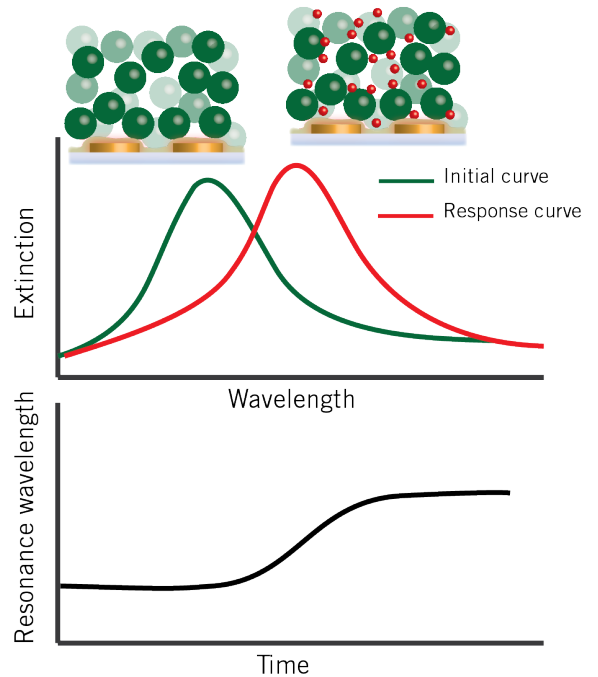 Initial curve
Response curve
Extinction
Wavelength
Resonance wavelength
Time